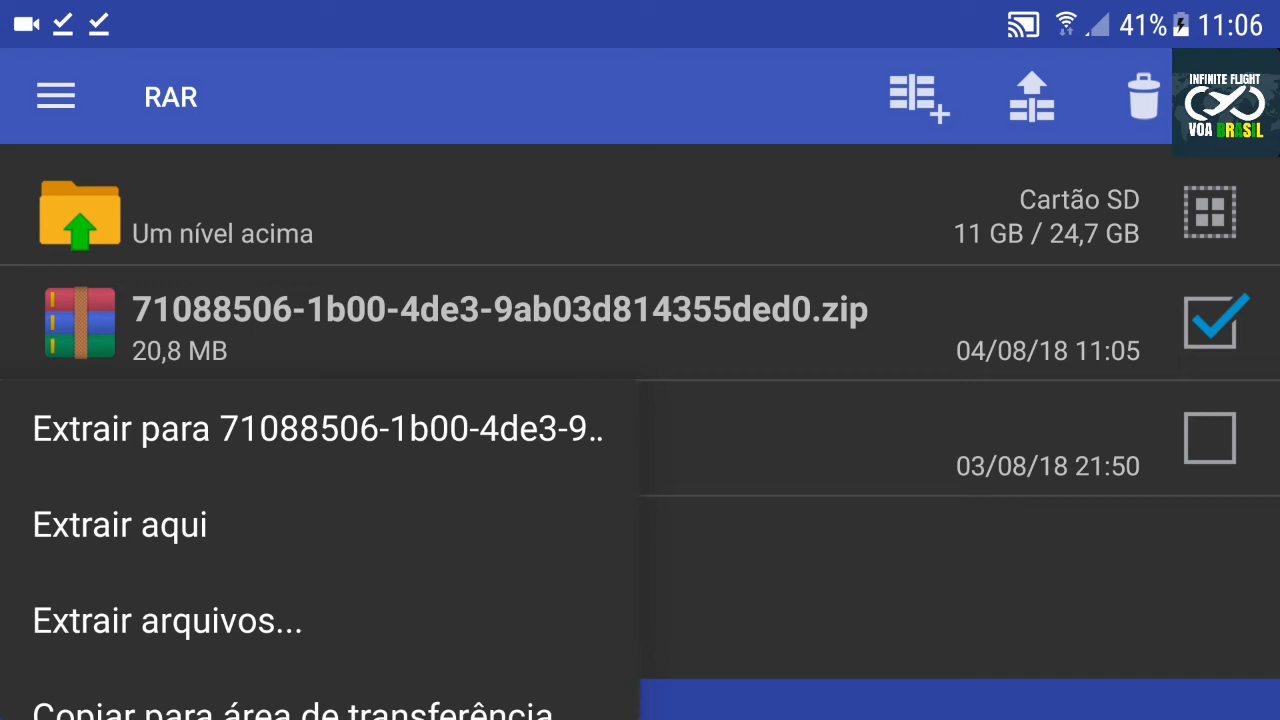 41% 11:06
RAR
INFINITE FLIGHT
VOA BRASIL
Um nível acima
Cartão SD
11 GB / 24,7 GB
71088506-1b00-4de3-9ab03d814355ded0.zip
20,8 MB
04/08/18 11:05
Extrair para 71088506-1b00-4de3-9..
03/08/18 21:50
Extrair aqui
Extrair arquivos...
Copiar para área de transferência